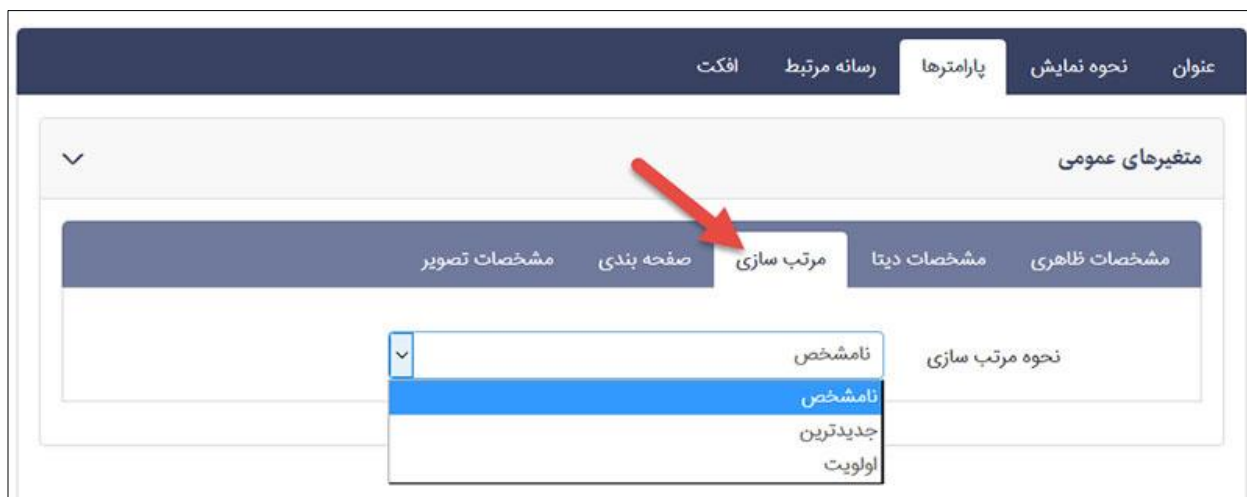 عنوان نحوه نمایش پارامترها رسانه مرتبط افکت
متغیرهای عمومی
مشخصات ظاهری مشخصات دیتا مرتب سازی صفحه بندی مشخصات تصویر
نحوه مرتب سازی نامشخص
نامشخص
جدیدترین
اولویت